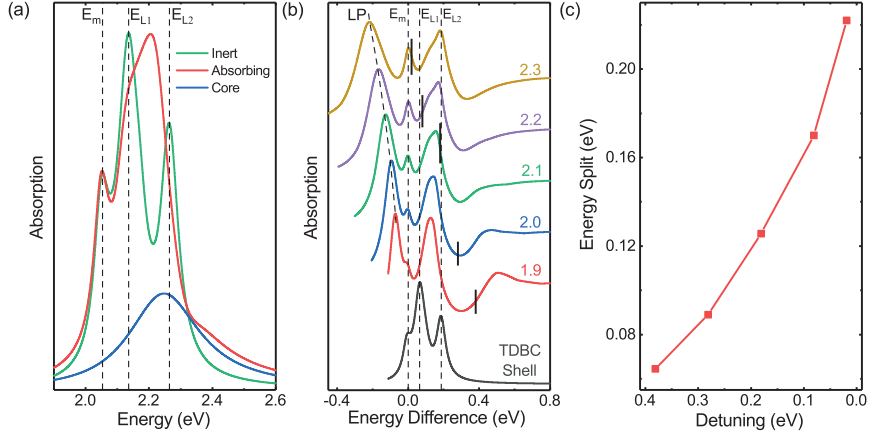 (a)
E_m
E_L1
E_L2
Inert
Absorbing
Core
Absorption
2.0
2.2
2.4
2.6
Energy (eV)
(b)
LP
E_m
E_L1
E_L2
2.3
2.2
2.1
2.0
1.9
TDBC
Shell
Absorption
-0.4
0.0
0.4
0.8
Energy Difference (eV)
(c)
0.20
0.16
0.12
0.08
Energy Split (eV)
0.4
0.3
0.2
0.1
0.0
Detuning (eV)